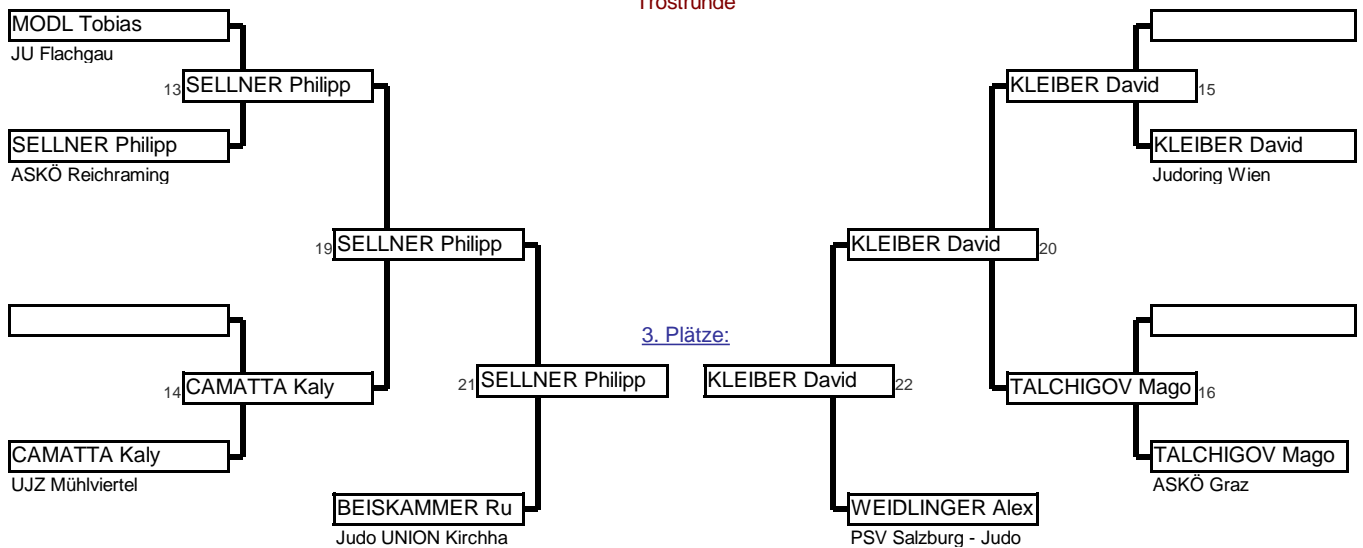 Trostrunde
MODL Tobias
JU Flachgau
13 SELLNER Philipp
KLEIBER David 15
SELLNER Philipp
ASKÖ Reichraming
KLEIBER David
Judoring Wien
19 SELLNER Philipp
KLEIBER David 20
3. Plätze:
14 CAMATTA Kaly
21 SELLNER Philipp
KLEIBER David 22
TALCHIGOV Mago 16
CAMATTA Kaly
UJZ Mühlviertel
TALCHIGOV Mago
ASKÖ Graz
BEISKAMMER Ru
Judo UNION Kirchha
WEIDLINGER Alex
PSV Salzburg - Judo